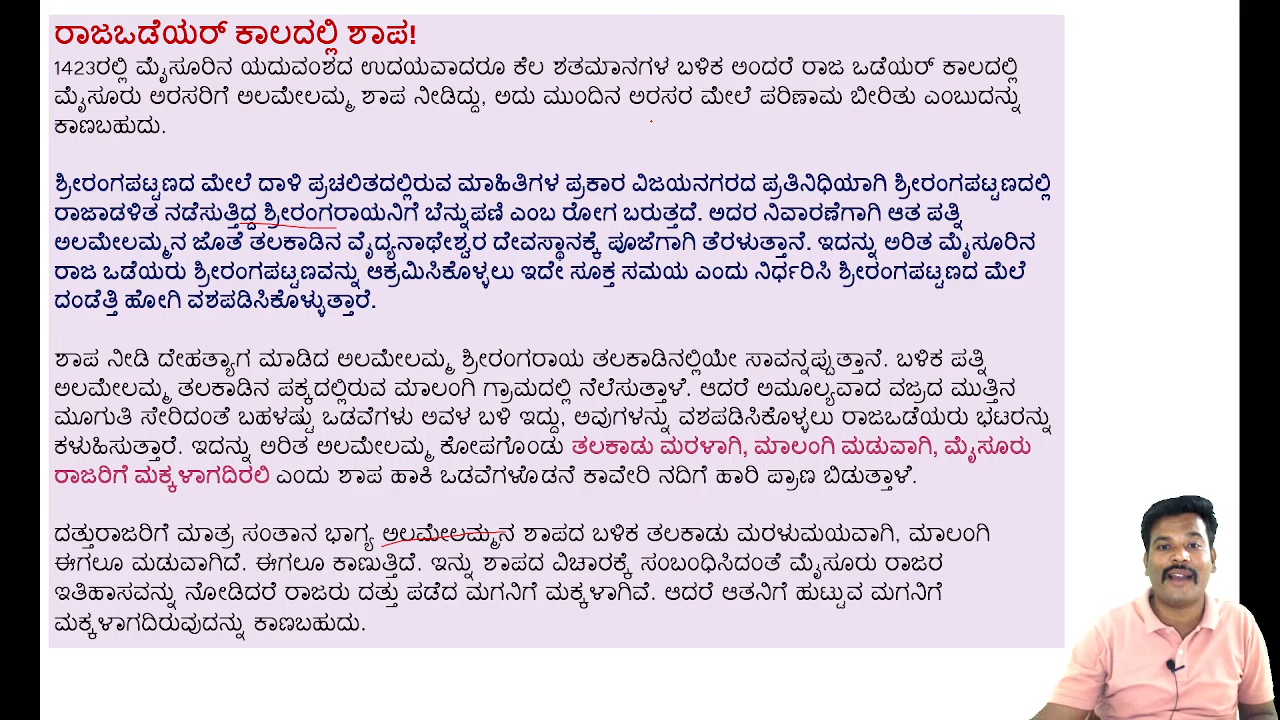 ರಾಜಒಡೆಯರ್ ಕಾಲದಲ್ಲಿ ಶಾಪ!
1423ರಲ್ಲಿ ಮೈಸೂರಿನ ಯದುವಂಶದ ಉದಯವಾದರೂ ಕೆಲ ಶತಮಾನಗಳ ಬಳಿಕ ಅಂದರೆ ರಾಜ ಒಡೆಯರ್ ಕಾಲದಲ್ಲಿ
ಮೈಸೂರು ಅರಸರಿಗೆ ಅಲಮೇಲಮ್ಮ ಶಾಪ ನೀಡಿದ್ದು, ಅದು ಮುಂದಿನ ಅರಸರ ಮೇಲೆ ಪರಿಣಾಮ ಬೀರಿತು ಎಂಬುದನ್ನು
ಕಾಣಬಹುದು.
ಶ್ರೀರಂಗಪಟ್ಟಣದ ಮೇಲೆ ದಾಳಿ ಪ್ರಚಲಿತದಲ್ಲಿರುವ ಮಾಹಿತಿಗಳ ಪ್ರಕಾರ ವಿಜಯನಗರದ ಪ್ರತಿನಿಧಿಯಾಗಿ ಶ್ರೀರಂಗಪಟ್ಟಣದಲ್ಲಿ
ರಾಜಾಡಳಿತ ನಡೆಸುತ್ತಿದ್ದ ಶ್ರೀರಂಗರಾಯನಿಗೆ ಬೆನ್ನುಪಣಿ ಎಂಬ ರೋಗ ಬರುತ್ತದೆ. ಅದರ ನಿವಾರಣೆಗಾಗಿ ಆತ ಪತ್ನಿ
ಅಲಮೇಲಮ್ಮನ ಜೊತೆ ತಲಕಾಡಿನ ವೈದ್ಯನಾಥೇಶ್ವರ ದೇವಸ್ಥಾನಕ್ಕೆ ಪೂಜೆಗಾಗಿ ತೆರಳುತ್ತಾನೆ. ಇದನ್ನು ಅರಿತ ಮೈಸೂರಿನ
ರಾಜ ಒಡೆಯರು ಶ್ರೀರಂಗಪಟ್ಟಣವನ್ನು ಆಕ್ರಮಿಸಿಕೊಳ್ಳಲು ಇದೇ ಸೂಕ್ತ ಸಮಯ ಎಂದು ನಿರ್ಧರಿಸಿ ಶ್ರೀರಂಗಪಟ್ಟಣದ ಮೆಲೆ
ದಂಡೆತ್ತಿ ಹೋಗಿ ವಶಪಡಿಸಿಕೊಳ್ಳುತ್ತಾರೆ.
ಶಾಪ ನೀಡಿ ದೇಹತ್ಯಾಗ ಮಾಡಿದ ಅಲಮೇಲಮ್ಮ ಶ್ರೀರಂಗರಾಯ ತಲಕಾಡಿನಲ್ಲಿಯೇ ಸಾವನ್ನಪ್ಪುತ್ತಾನೆ. ಬಳಿಕ ಪತ್ನಿ
ಅಲಮೇಲಮ್ಮ ತಲಕಾಡಿನ ಪಕ್ಕದಲ್ಲಿರುವ ಮಾಲಂಗಿ ಗ್ರಾಮದಲ್ಲಿ ನೆಲೆಸುತ್ತಾಳೆ. ಆದರೆ ಅಮೂಲ್ಯವಾದ ವಜ್ರದ ಮುತ್ತಿನ
ಮೂಗುತಿ ಸೇರಿದಂತೆ ಬಹಳಷ್ಟು ಒಡವೆಗಳು ಅವಳ ಬಳಿ ಇದ್ದು, ಅವುಗಳನ್ನು ವಶಪಡಿಸಿಕೊಳ್ಳಲು ರಾಜಒಡೆಯರು ಭಟರನ್ನು
ಕಳುಹಿಸುತ್ತಾರೆ. ಇದನ್ನು ಅರಿತ ಅಲಮೇಲಮ್ಮ ಕೋಪಗೊಂಡು ತಲಕಾಡು ಮರಳಾಗಿ, ಮಾಲಂಗಿ ಮಡುವಾಗಿ, ಮೈಸೂರು
ರಾಜರಿಗೆ ಮಕ್ಕಳಾಗದಿರಲಿ ಎಂದು ಶಾಪ ಹಾಕಿ ಒಡವೆಗಳೊಡನೆ ಕಾವೇರಿ ನದಿಗೆ ಹಾರಿ ಪ್ರಾಣ ಬಿಡುತ್ತಾಳೆ.
ದತ್ತುರಾಜರಿಗೆ ಮಾತ್ರ ಸಂತಾನ ಭಾಗ್ಯ ಅಲಮೇಲಮ್ಮನ ಶಾಪದ ಬಳಿಕ ತಲಕಾಡು ಮರಳುಮಯವಾಗಿ, ಮಾಲಂಗಿ
ಈಗಲೂ ಮಡುವಾಗಿದೆ. ಈಗಲೂ ಕಾಣುತ್ತಿದೆ. ಇನ್ನು ಶಾಪದ ವಿಚಾರಕ್ಕೆ ಸಂಬಂಧಿಸಿದಂತೆ ಮೈಸೂರು ರಾಜರ
ಇತಿಹಾಸವನ್ನು ನೋಡಿದರೆ ರಾಜರು ದತ್ತು ಪಡೆದ ಮಗನಿಗೆ ಮಕ್ಕಳಾಗಿವೆ. ಆದರೆ ಆತನಿಗೆ ಹುಟ್ಟುವ ಮಗನಿಗೆ
ಮಕ್ಕಳಾಗದಿರುವುದನ್ನು ಕಾಣಬಹುದು.